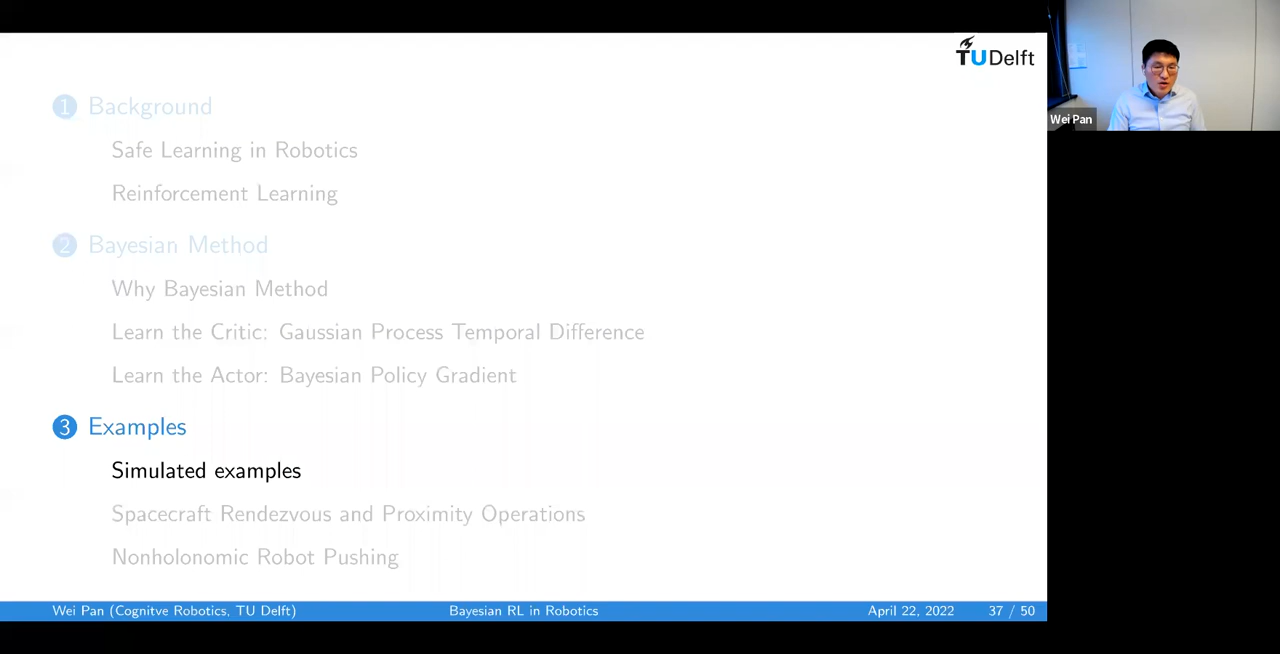 TUDelft
Wei Pan
1 Background
Safe Learning in Robotics
Reinforcement Learning
2 Bayesian Method
Why Bayesian Method
Learn the Critic: Gaussian Process Temporal Difference
Learn the Actor: Bayesian Policy Gradient
3 Examples
Simulated examples
Spacecraft Rendezvous and Proximity Operations
Nonholonomic Robot Pushing
Wei Pan (Cognitve Robotics, TU Delft) Bayesian RL in Robotics April 22, 2022 37 / 50